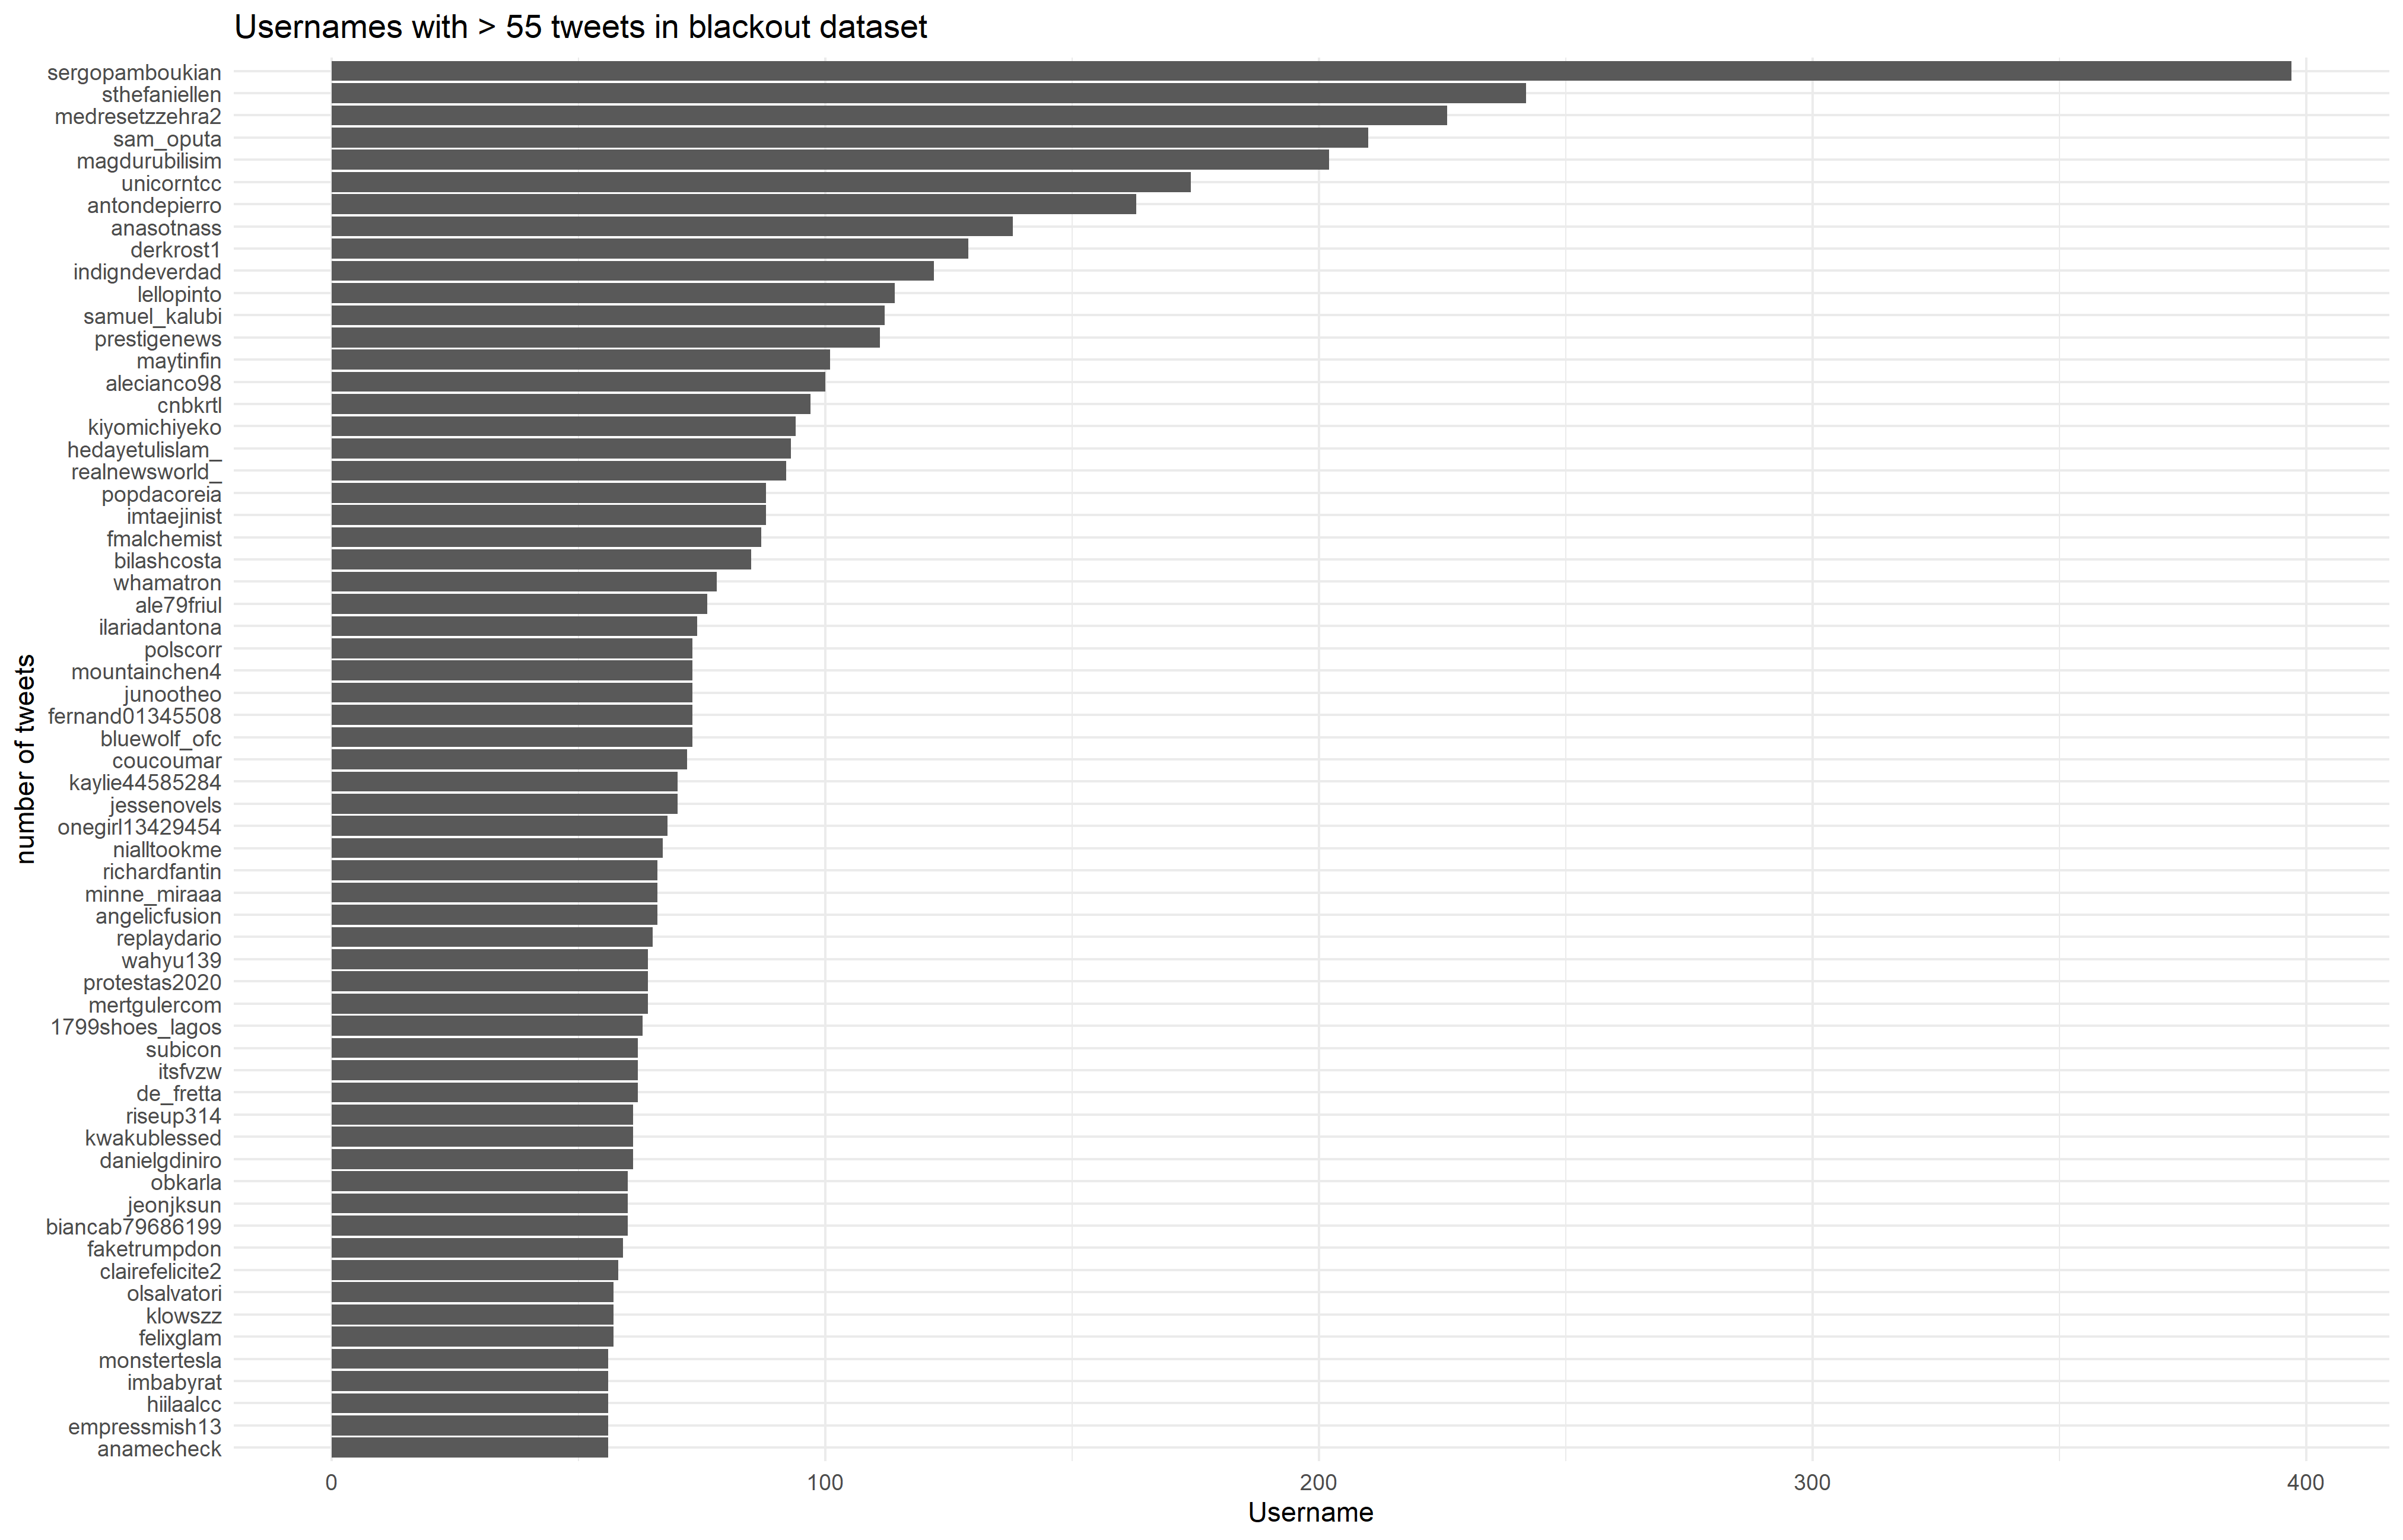 Usernames with > 55 tweets in blackout dataset
sergopamboukian
sthefaniellen
medresetzzehra2
sam_oputa
magdurubilisim
unicorntcc
antondepierro
anasotnass
derkrost1
indigndeverdad
lellopinto
samuel_kalubi
prestigenews
maytinfin
alecianco98
cnbkrtl
kiyomichiyeko
hedayetulislam_
realnewsworld_
popdacoreia
imtaejinist
fmalchemist
bilashcosta
whamatron
ale79friul
ilariadantona
polscorr
mountainchen4
junootheo
fernand01345508
bluewolf_ofc
coucoumar
kaylie44585284
jessenovels
onegirl13429454
nialltookme
richardfantin
minne_miraaa
angelicfusion
replaydario
wahyu139
protestas2020
mertgulercom
1799shoes_lagos
subicon
itsfvzw
de_fretta
riseup314
kwakublessed
danielgdiniro
obkarla
jeonjksun
biancab79686199
faketrumpdon
clairefelicite2
olsalvatori
klowszz
felixglam
monstertesla
imbabyrat
hiilaalcc
empressmish13
anamecheck
number of tweets
0 100 200 300 400
Username